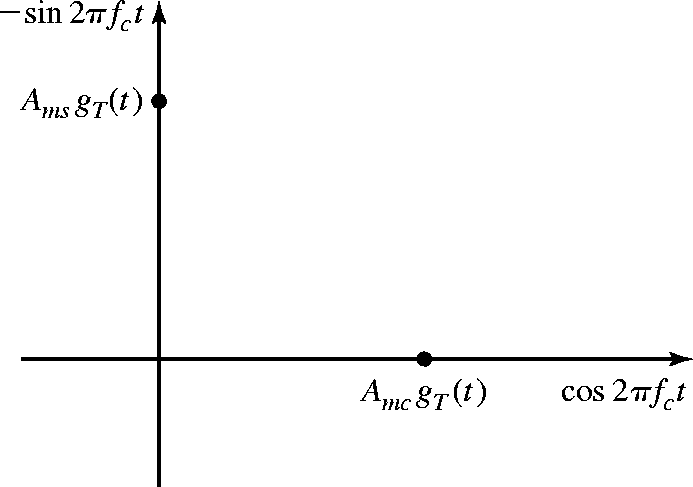 −sin 2πf_c t
A_ms g_T(t)
A_mc g_T(t)
cos 2πf_c t